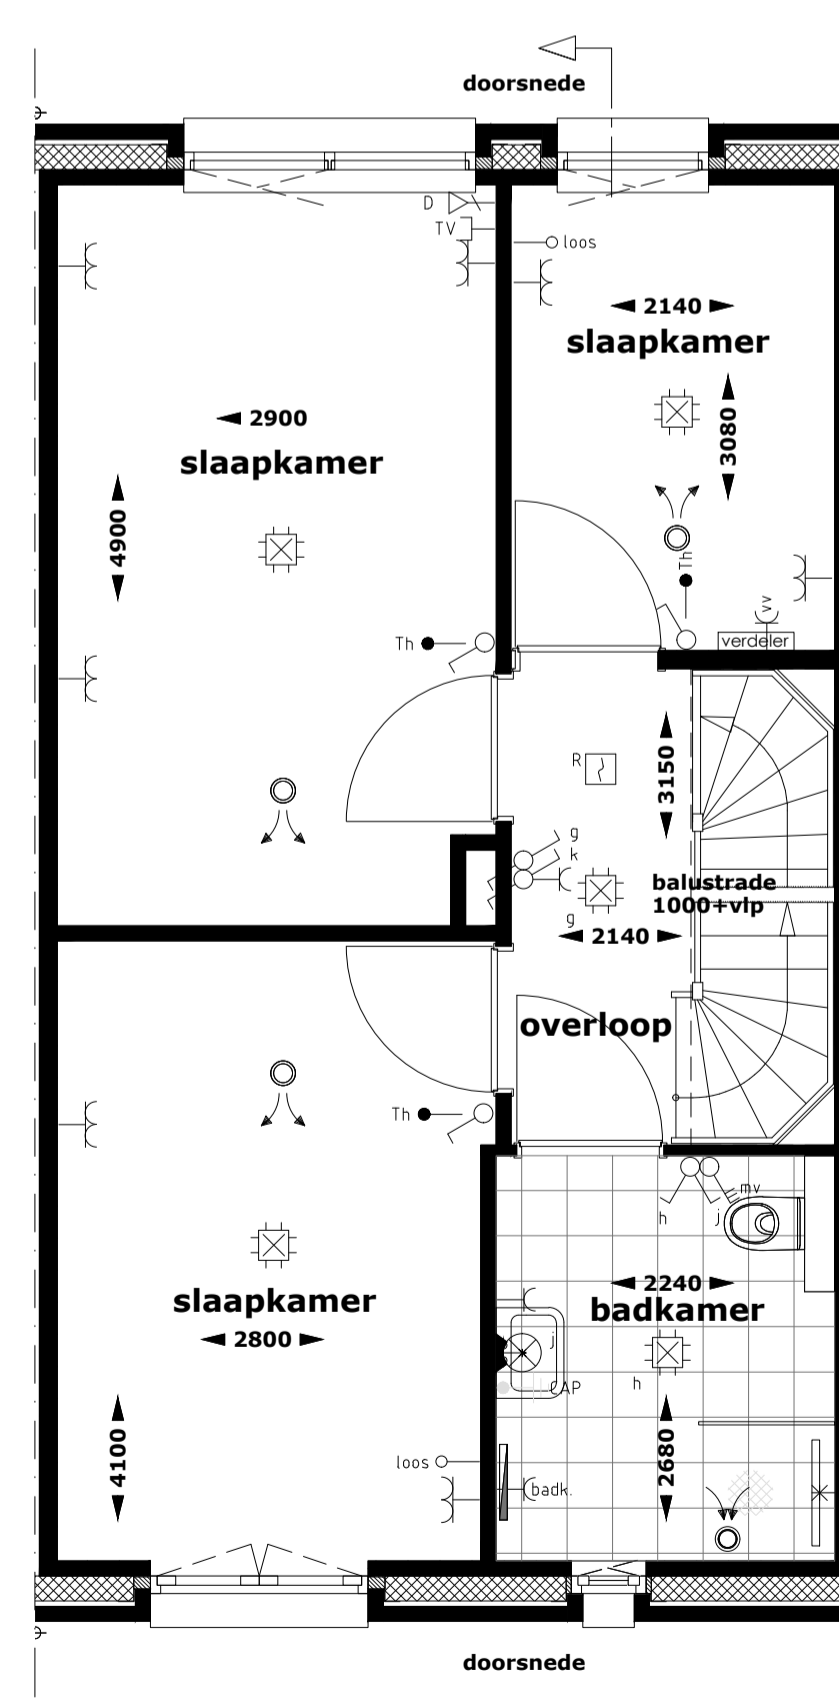 doorsnede
D
TV
loos
2140
slaapkamer
2900
slaapkamer
3080
4900
Th
Th
vv
verdeler
R
3150
g
k
balustrade
1000+vlp
g
2140
overloop
Th
mv
h
j
2240
badkamer
slaapkamer
2800
j
h
CAP
4100
2680
loos
badk.
doorsnede